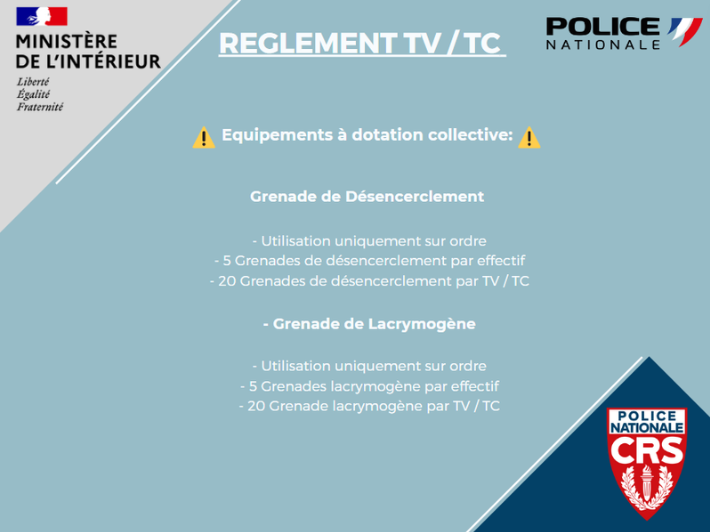 MINISTÈRE
DE L'INTÉRIEUR
Liberté
Égalité
Fraternité
REGLEMENT TV / TC
POLICE
NATIONALE
Equipements à dotation collective:
Grenade de Désencerclement
- Utilisation uniquement sur ordre
- 5 Grenades de désencerclement par effectif
- 20 Grenades de désencerclement par TV / TC
- Grenade de Lacrymogène
- Utilisation uniquement sur ordre
- 5 Grenades lacrymogène par effectif
- 20 Grenade lacrymogène par TV / TC
POLICE
NATIONALE
CRS